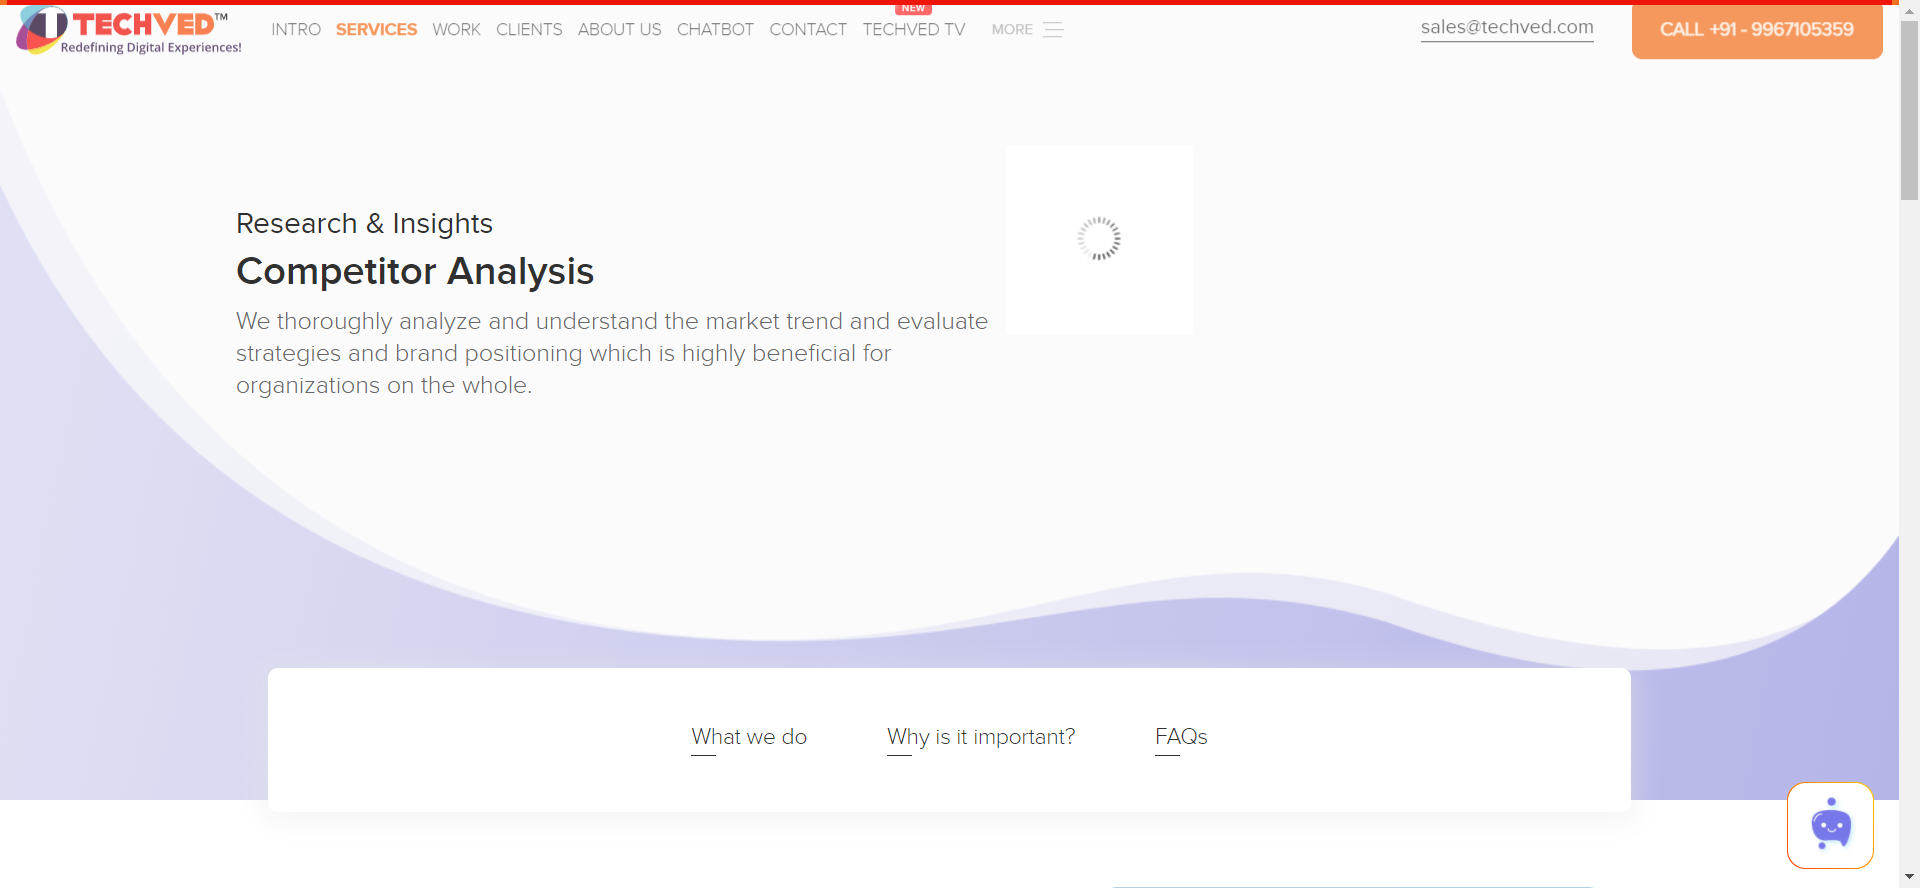 TECHVED™
Redefining Digital Experiences!
INTRO SERVICES WORK CLIENTS ABOUT US CHATBOT CONTACT TECHVED TV MORE
NEW
sales@techved.com
CALL +91 - 9967105359
Research & Insights
Competitor Analysis
We thoroughly analyze and understand the market trend and evaluate
strategies and brand positioning which is highly beneficial for
organizations on the whole.
What we do Why is it important? FAQs